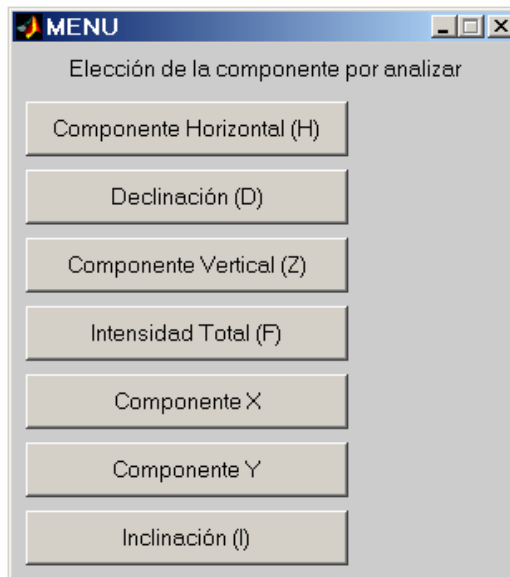 MENU
Elección de la componente por analizar
Componente Horizontal (H)
Declinación (D)
Componente Vertical (Z)
Intensidad Total (F)
Componente X
Componente Y
Inclinación (I)